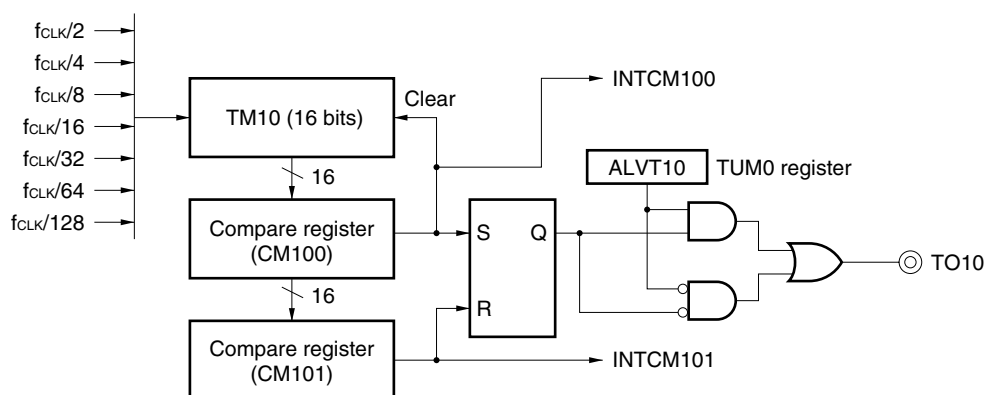 fCLK/2
fCLK/4
fCLK/8
fCLK/16
fCLK/32
fCLK/64
fCLK/128
TM10 (16 bits)
Clear
INTCM100
16
ALVT10
TUM0 register
Compare register
(CM100)
S
Q
R
TO10
16
Compare register
(CM101)
INTCM101